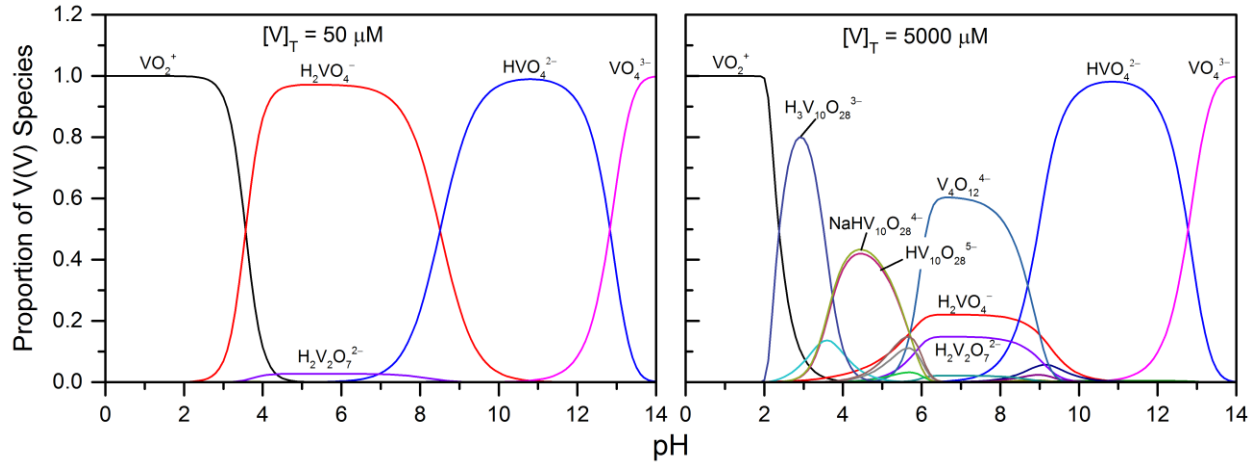 Proportion of V(V) Species
1.2
1.0
0.8
0.6
0.4
0.2
0.0
[V]T = 50 μM
VO₂⁺
H₂VO₄⁻
HVO₄²⁻
VO₄³⁻
H₂V₂O₇²⁻
0 2 4 6 8 10 12 14
[V]T = 5000 μM
VO₂⁺
HVO₄²⁻
VO₄³⁻
H₃V₁₀O₂₈³⁻
V₄O₁₂⁴⁻
NaHV₁₀O₂₈⁴⁻
HV₁₀O₂₈⁵⁻
H₂VO₄⁻
H₂V₂O₇²⁻
0 2 4 6 8 10 12 14
pH